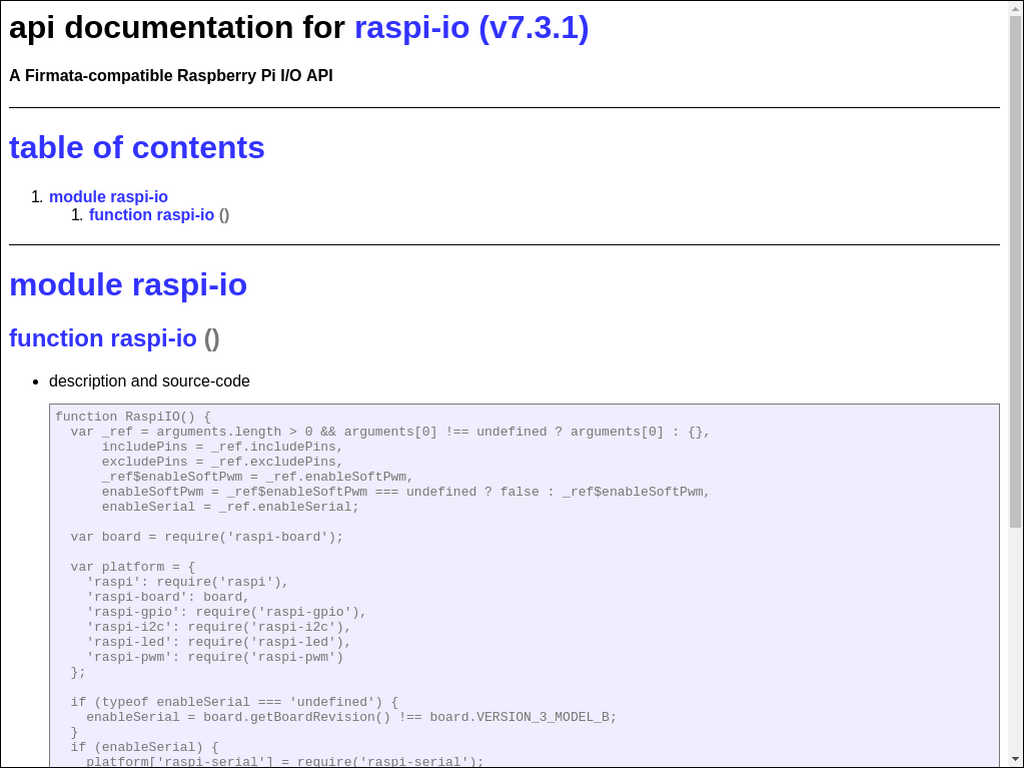 api documentation for raspi-io (v7.3.1)
A Firmata-compatible Raspberry Pi I/O API
table of contents
1. module raspi-io
1. function raspi-io ()
module raspi-io
function raspi-io ()
• description and source-code
function RaspiIO() {
  var _ref = arguments.length > 0 && arguments[0] !== undefined ? arguments[0] : {},
      includePins = _ref.includePins,
      excludePins = _ref.excludePins,
      _ref$enableSoftPwm = _ref.enableSoftPwm,
      enableSoftPwm = _ref$enableSoftPwm === undefined ? false : _ref$enableSoftPwm,
      enableSerial = _ref.enableSerial;

  var board = require('raspi-board');

  var platform = {
    'raspi': require('raspi'),
    'raspi-board': board,
    'raspi-gpio': require('raspi-gpio'),
    'raspi-i2c': require('raspi-i2c'),
    'raspi-led': require('raspi-led'),
    'raspi-pwm': require('raspi-pwm')
  };

  if (typeof enableSerial === 'undefined') {
    enableSerial = board.getBoardRevision() !== board.VERSION_3_MODEL_B;
  }
  if (enableSerial) {
    platform['raspi-serial'] = require('raspi-serial');